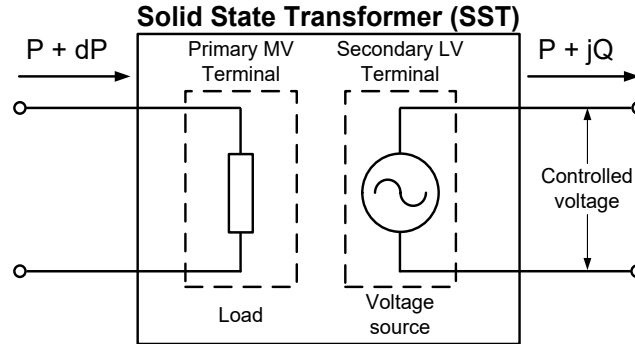 Solid State Transformer (SST)
P + dP
Primary MV
Terminal
Secondary LV
Terminal
P + jQ
Controlled
voltage
Load
Voltage
source